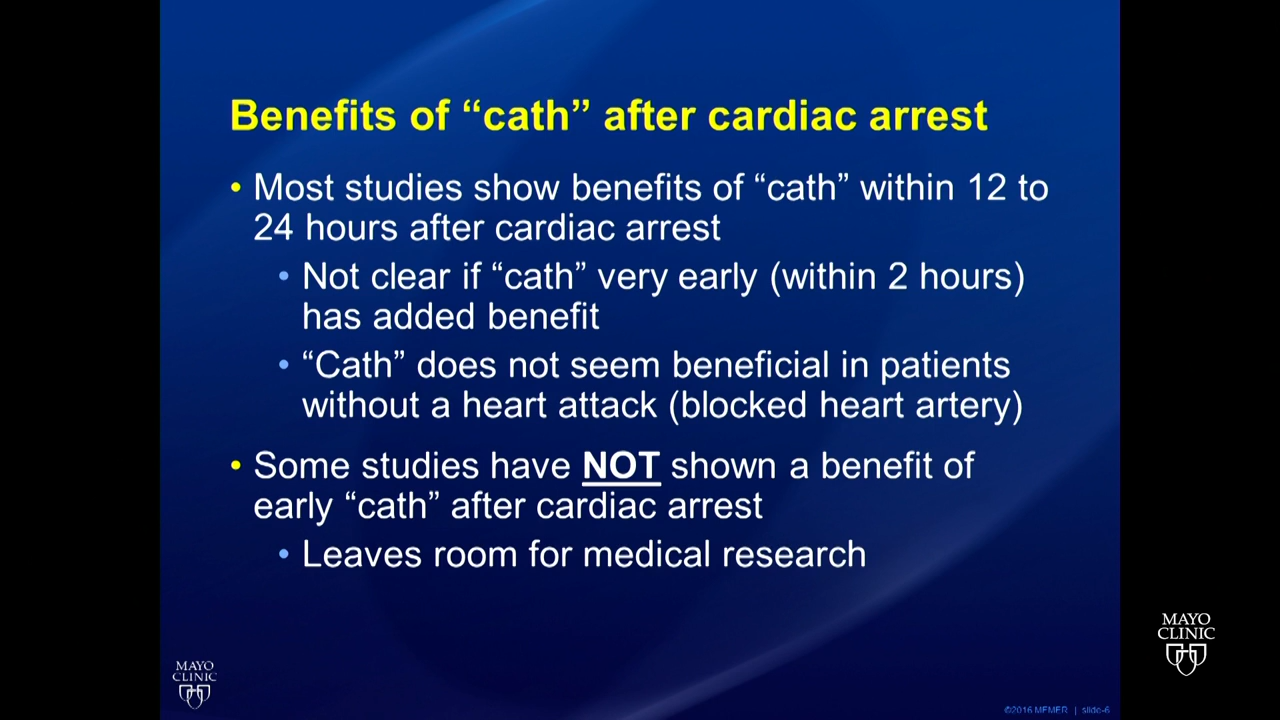 Benefits of “cath” after cardiac arrest
• Most studies show benefits of “cath” within 12 to
24 hours after cardiac arrest
• Not clear if “cath” very early (within 2 hours)
has added benefit
• “Cath” does not seem beneficial in patients
without a heart attack (blocked heart artery)
• Some studies have NOT shown a benefit of
early “cath” after cardiac arrest
• Leaves room for medical research
MAYO
CLINIC
MAYO
CLINIC
©2016 MFMER | slide-6